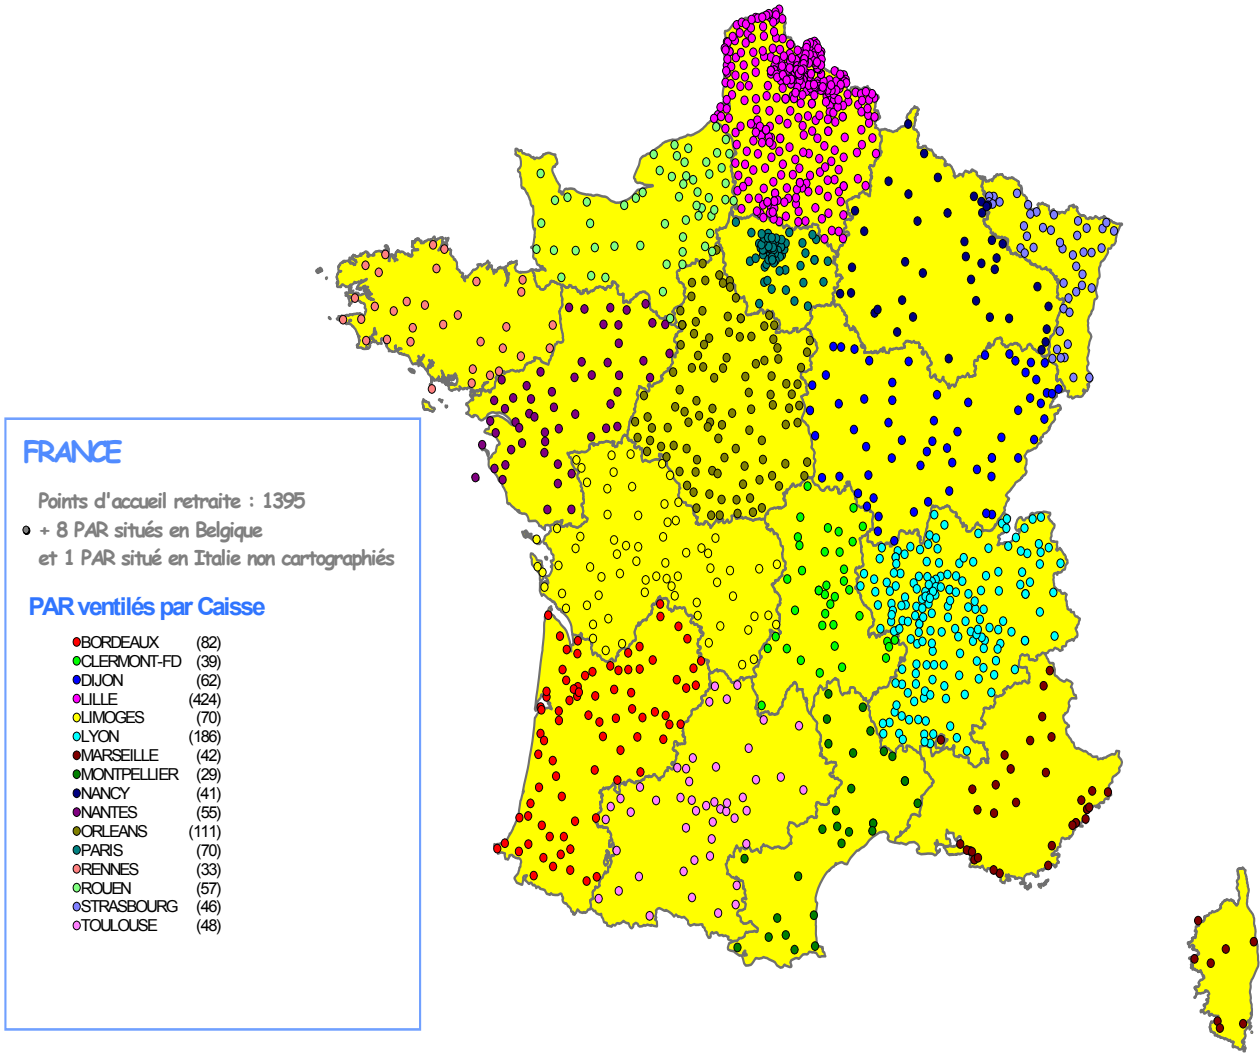 FRANCE
Points d'accueil retraite : 1395
+ 8 PAR situés en Belgique
et 1 PAR situé en Italie non cartographiés
PAR ventilés par Caisse
BORDEAUX (82)
CLERMONT-FD (39)
DIJON (62)
LILLE (424)
LIMOGES (70)
LYON (186)
MARSEILLE (42)
MONTPELLIER (29)
NANCY (41)
NANTES (55)
ORLEANS (111)
PARIS (70)
RENNES (33)
ROUEN (57)
STRASBOURG (46)
TOULOUSE (48)